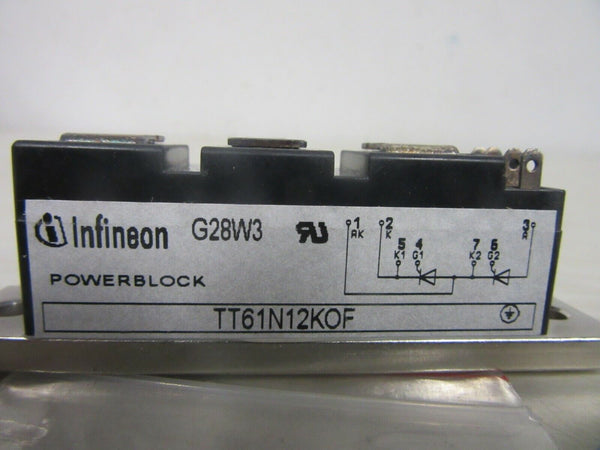 Infineon G28W3
1 AK 2 K 3 A
5 K1 4 G1 7 K2 6 G2
POWERBLOCK
TT61N12KOF